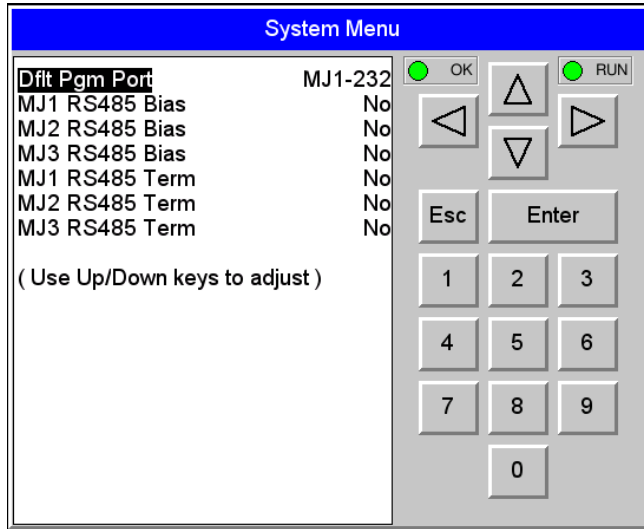 System Menu
Dflt Pgm Port MJ1-232
MJ1 RS485 Bias No
MJ2 RS485 Bias No
MJ3 RS485 Bias No
MJ1 RS485 Term No
MJ2 RS485 Term No
MJ3 RS485 Term No
( Use Up/Down keys to adjust )
OK RUN
Esc Enter
1 2 3
4 5 6
7 8 9
0